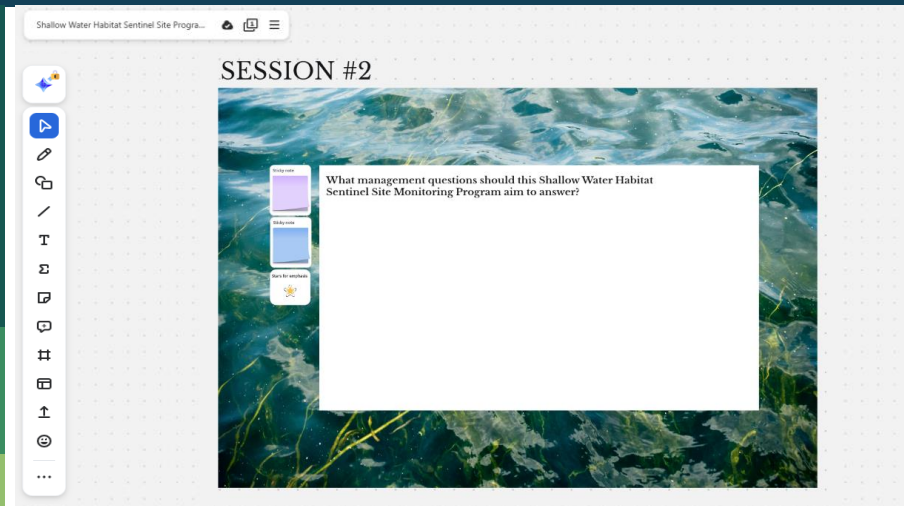 Shallow Water Habitat Sentinel Site Progra...
1
SESSION #2
Sticky note
What management questions should this Shallow Water Habitat
Sentinel Site Monitoring Program aim to answer?
Sticky note
Stars for emphasis
T
Σ